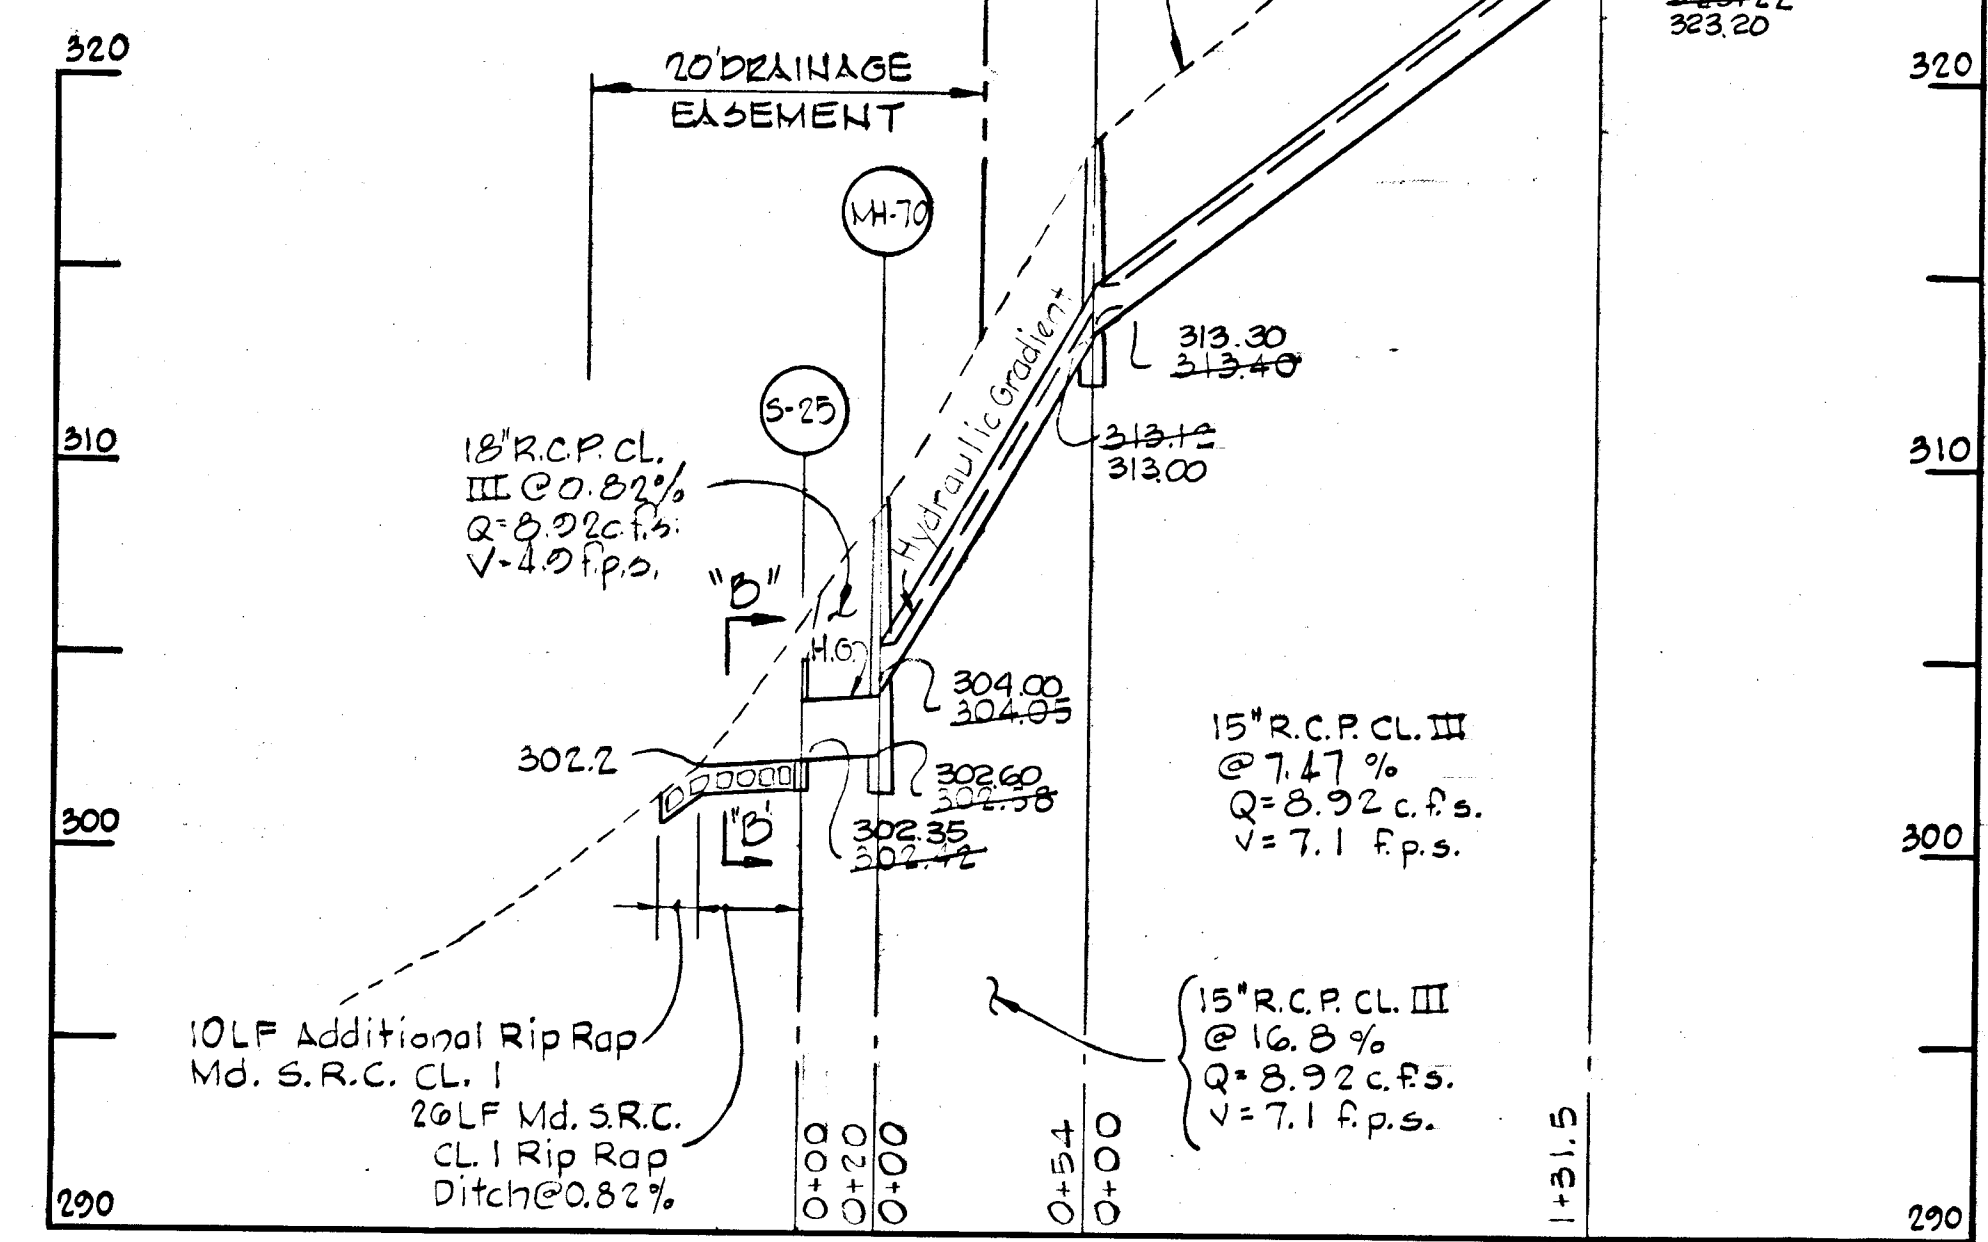 320
20' DRAINAGE
EASEMENT
323.20
320
MH-70
Hydraulic Gradient
313.30
313.40
S-25
310
18" R.C.P. CL.
III @ 0.82%
Q=8.92 c.f.s.
V=4.9 f.p.s.
313.00
310
"B"
H.G.
304.00
304.05
302.2
302.60
302.58
15" R.C.P. CL. III
@ 7.47 %
Q=8.92 c.f.s.
V=7.1 f.p.s.
300
"B'
302.35
302.42
300
10LF Additional Rip Rap
Md. S.R.C. CL. 1
26LF Md. S.R.C.
CL. 1 Rip Rap
Ditch@0.82%
15" R.C.P. CL. III
@ 16.8 %
Q=8.92 c.f.s.
V=7.1 f.p.s.
0+00
0+20
0+00
0+54
0+00
1+31.5
290
290